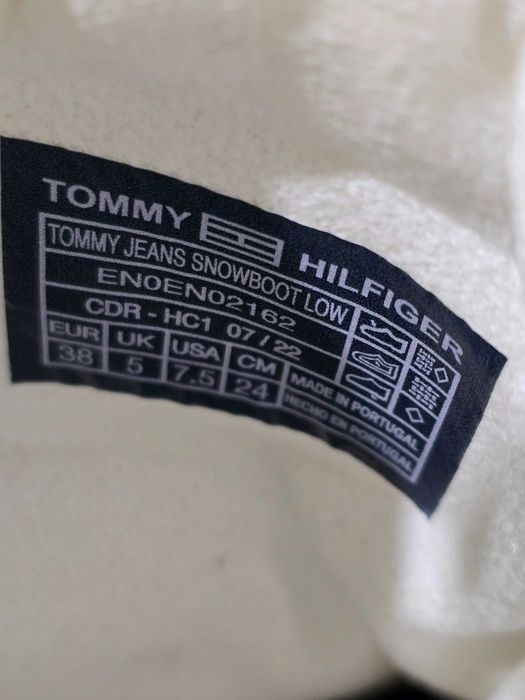 TOMMY HILFIGER
TOMMY JEANS SNOWBOOT LOW
EN0EN02162
CDR - HC1 07 / 22
EUR UK USA CM
38 5 7.5 24
MADE IN PORTUGAL
HECHO EN PORTUGAL